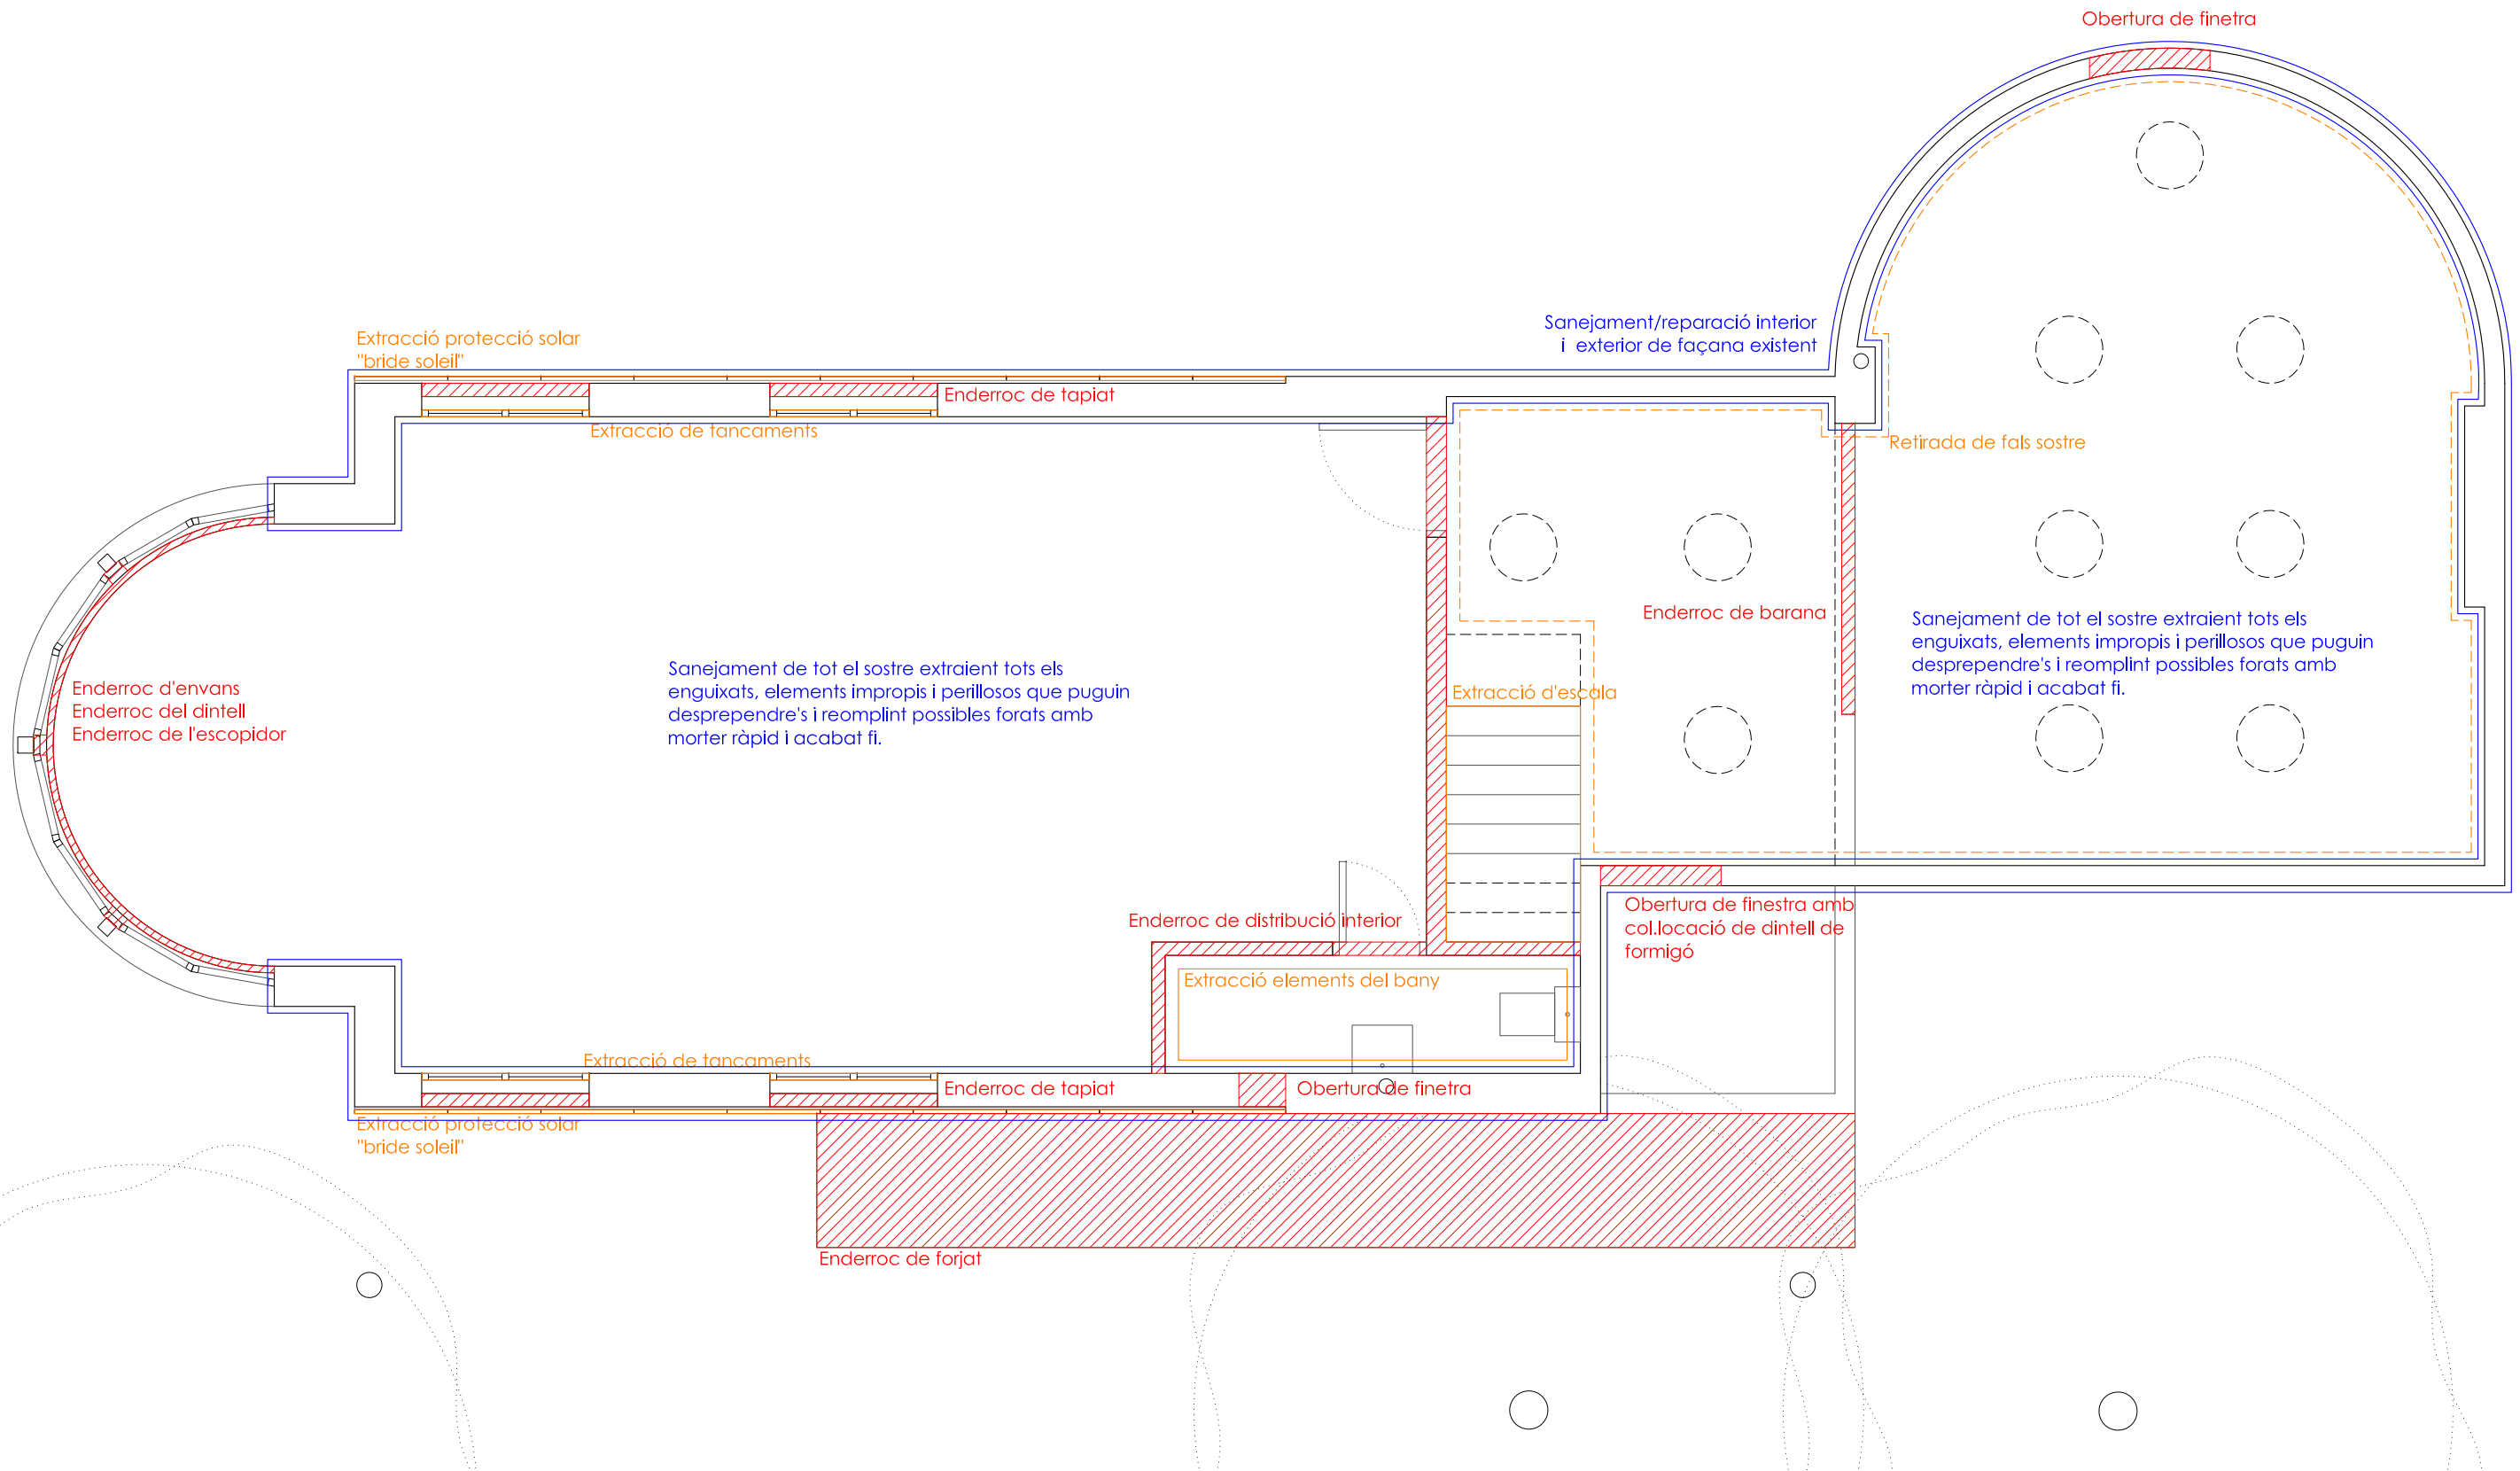 Obertura de finetra
Sanejament/reparació interior
i exterior de façana existent
Extracció protecció solar
"bride soleil"
Enderroc de tapiat
Extracció de tancaments
Retirada de fals sostre
Enderroc de barana
Sanejament de tot el sostre extraient tots els
enguixats, elements impropis i perillosos que puguin
desprependre's i reomplint possibles forats amb
morter ràpid i acabat fi.
Sanejament de tot el sostre extraient tots els
enguixats, elements impropis i perillosos que puguin
desprependre's i reomplint possibles forats amb
morter ràpid i acabat fi.
Enderroc d'envans
Enderroc del dintell
Enderroc de l'escopidor
Extracció d'escala
Enderroc de distribució interior
Obertura de finestra amb
col.locació de dintell de
formigó
Extracció elements del bany
Extracció de tancaments
Enderroc de tapiat
Obertura de finetra
Extracció protecció solar
"bride soleil"
Enderroc de forjat